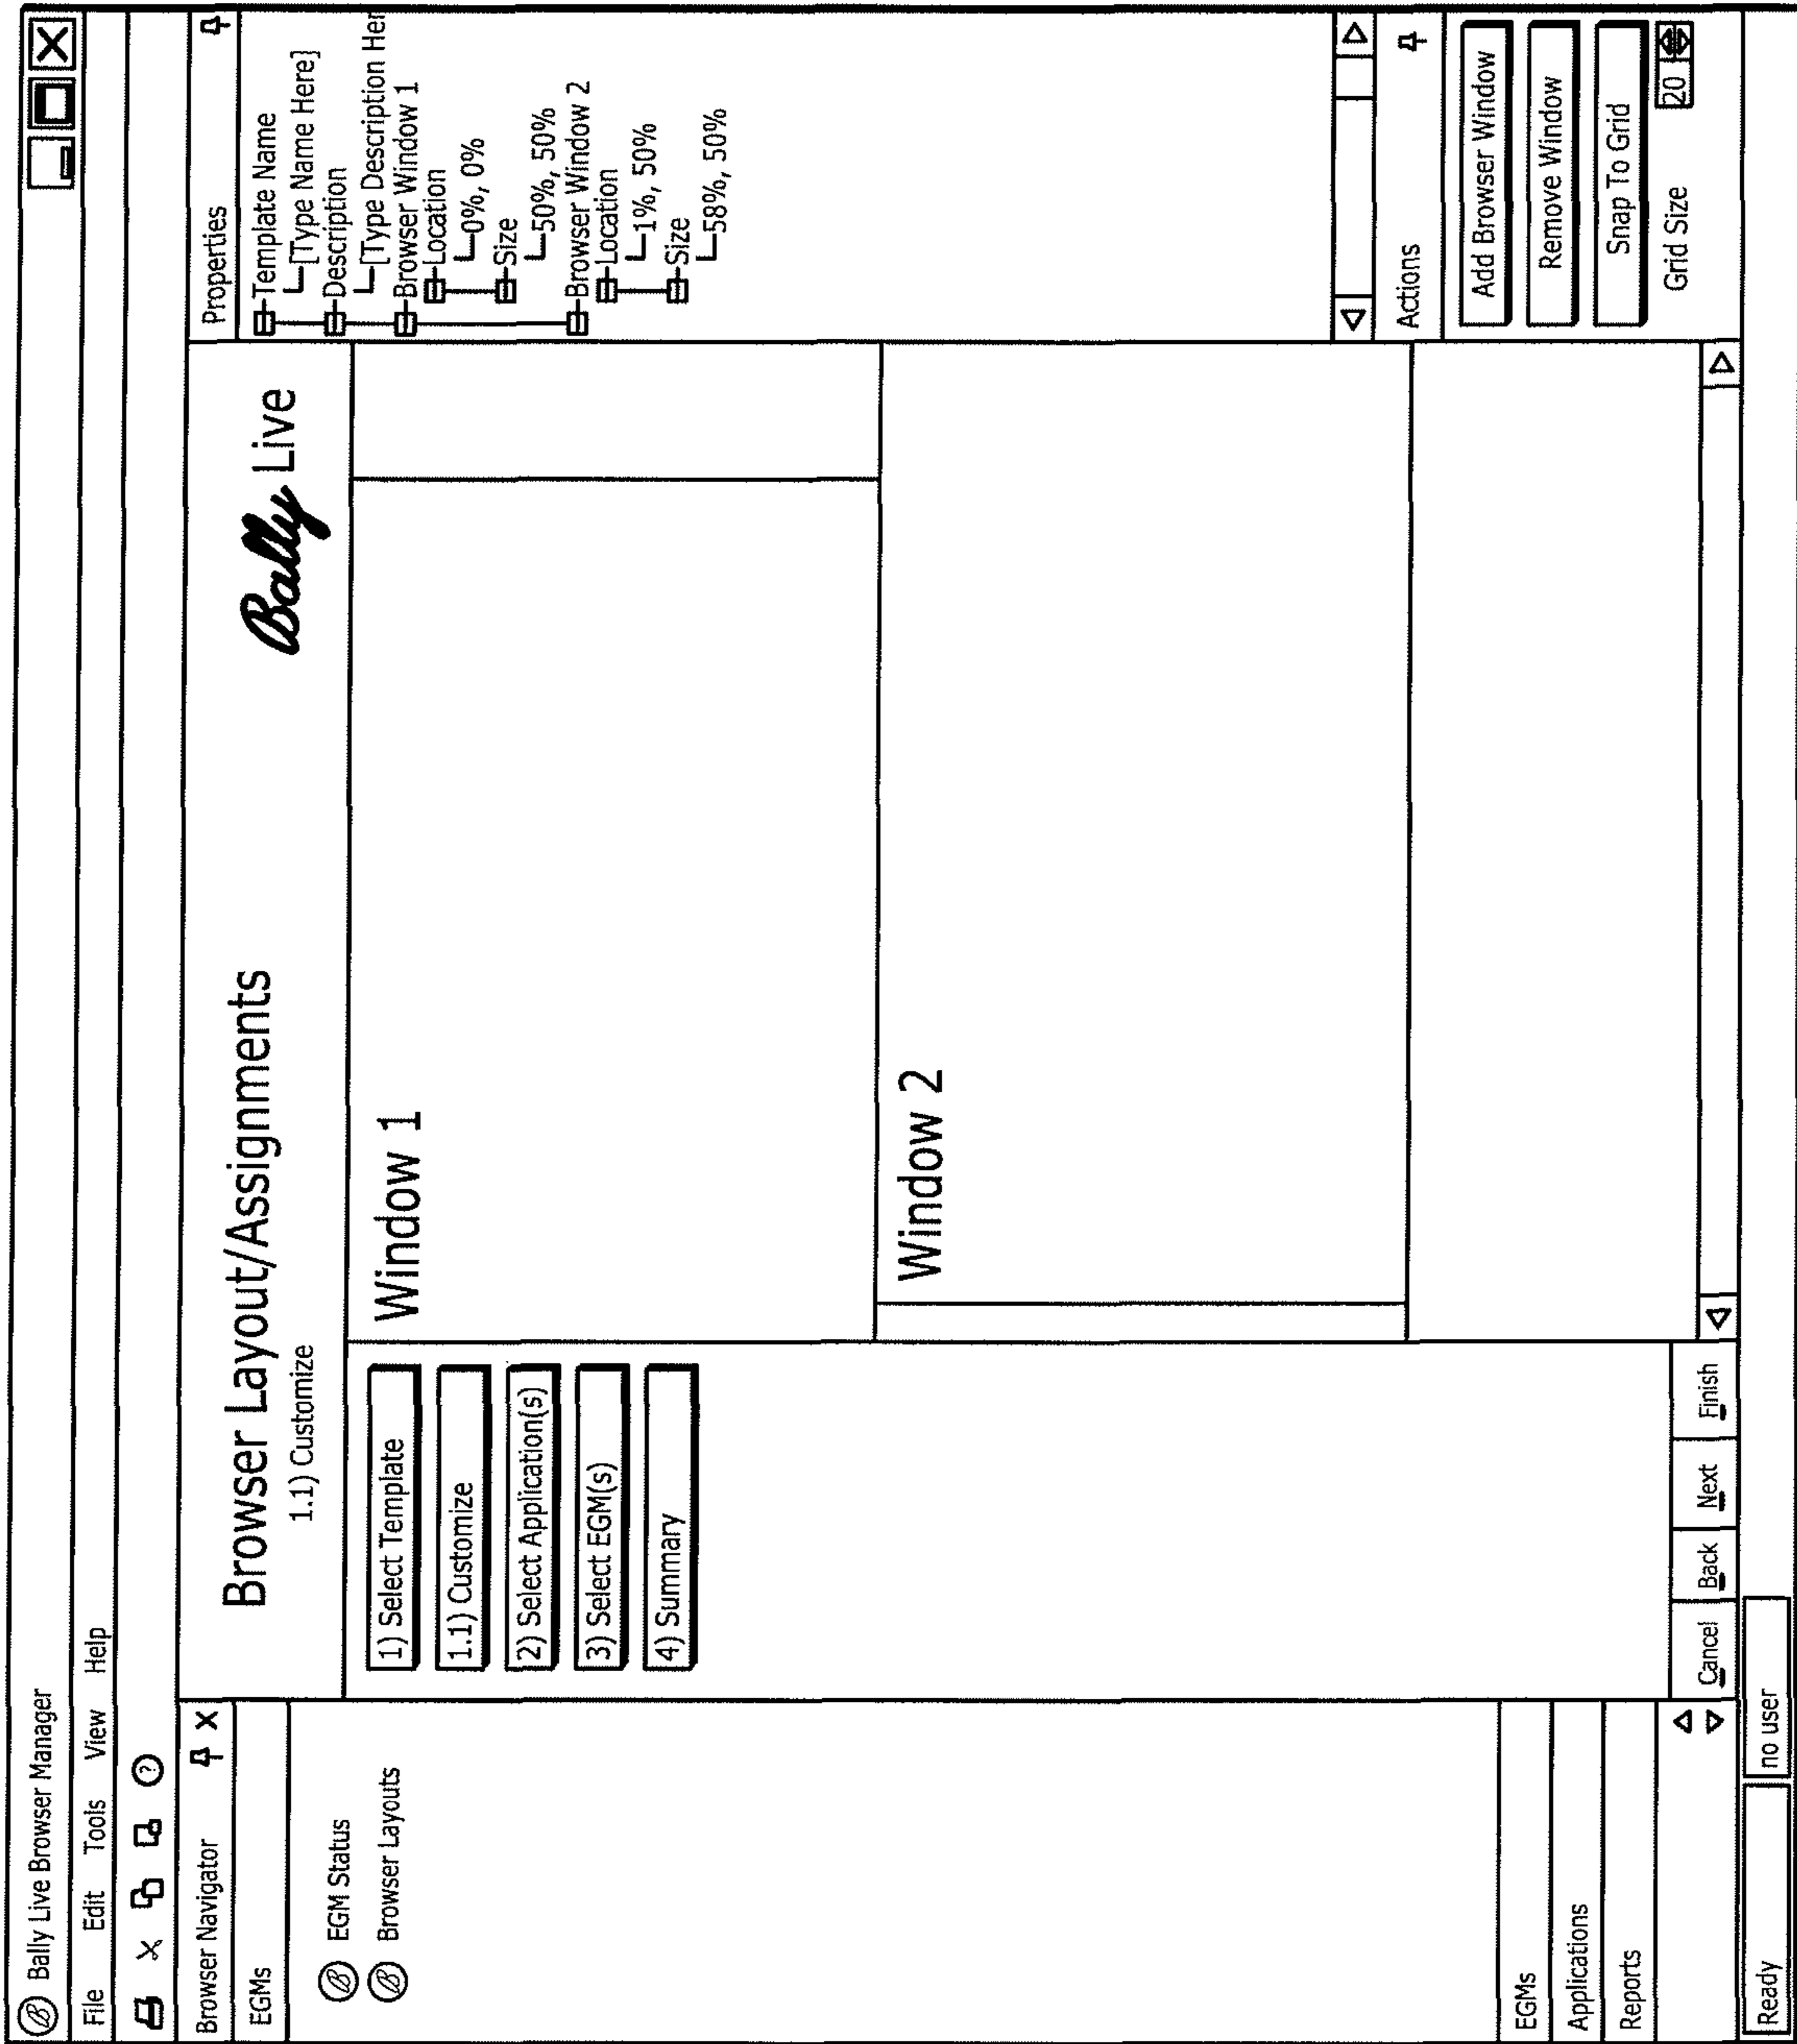 Bally Live Browser Manager
File Edit Tools View Help
Browser Navigator
EGMs
EGM Status
Browser Layouts
EGMs
Applications
Reports
Browser Layout/Assignments
1.1) Customize
Bally Live
1) Select Template
1.1) Customize
2) Select Application(s)
3) Select EGM(s)
4) Summary
Cancel Back Next Finish
Window 1
Window 2
Properties
Template Name
[Type Name Here]
Description
[Type Description Her
Browser Window 1
Location
0%, 0%
Size
50%, 50%
Browser Window 2
Location
1%, 50%
Size
58%, 50%
Actions
Add Browser Window
Remove Window
Snap To Grid
Grid Size 20
Ready no user